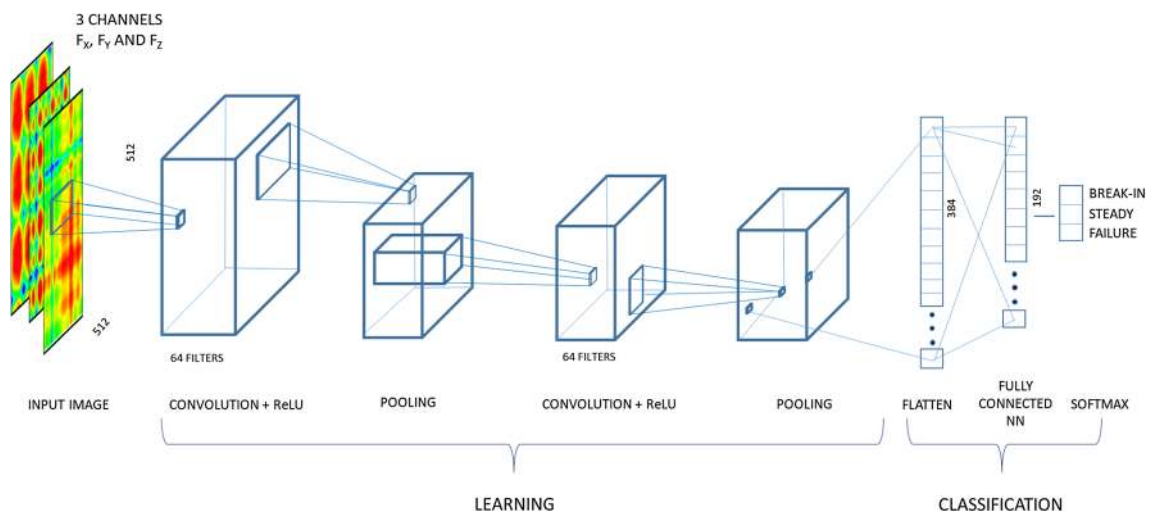 3 CHANNELS
FX, FY AND FZ
512
512
64 FILTERS
64 FILTERS
384
192
BREAK-IN
STEADY
FAILURE
INPUT IMAGE
CONVOLUTION + ReLU
POOLING
CONVOLUTION + ReLU
POOLING
FLATTEN
FULLY
CONNECTED
NN
SOFTMAX
LEARNING
CLASSIFICATION